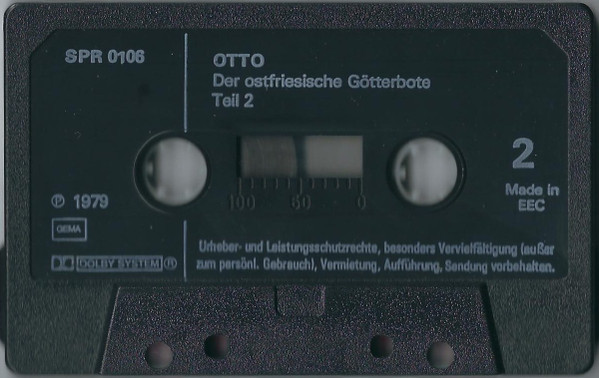 SPR 0106
OTTO
Der ostfriesische Götterbote
Teil 2
2
Made in
EEC
℗ 1979
GEMA
DOLBY SYSTEM ®
100 50 0
Urheber- und Leistungsschutzrechte, besonders Vervielfältigung (außer
zum persönl. Gebrauch), Vermietung, Aufführung, Sendung vorbehalten.